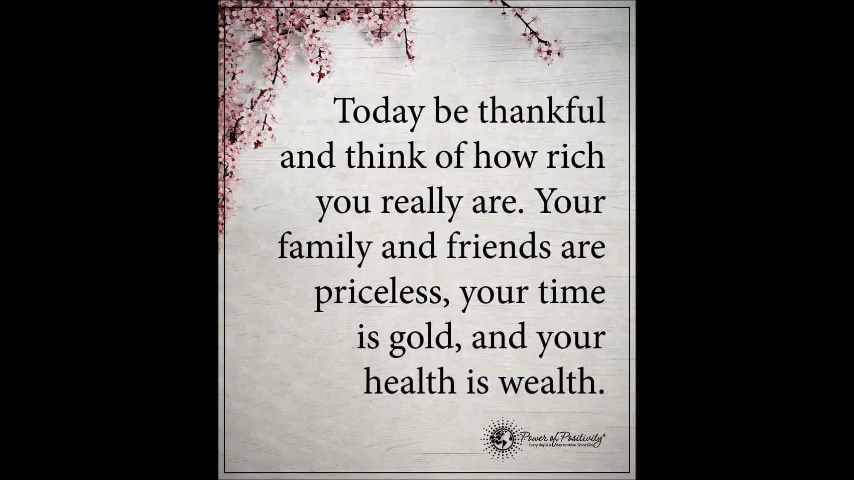 Today be thankful
and think of how rich
you really are. Your
family and friends are
priceless, your time
is gold, and your
health is wealth.
Power of Positivity®